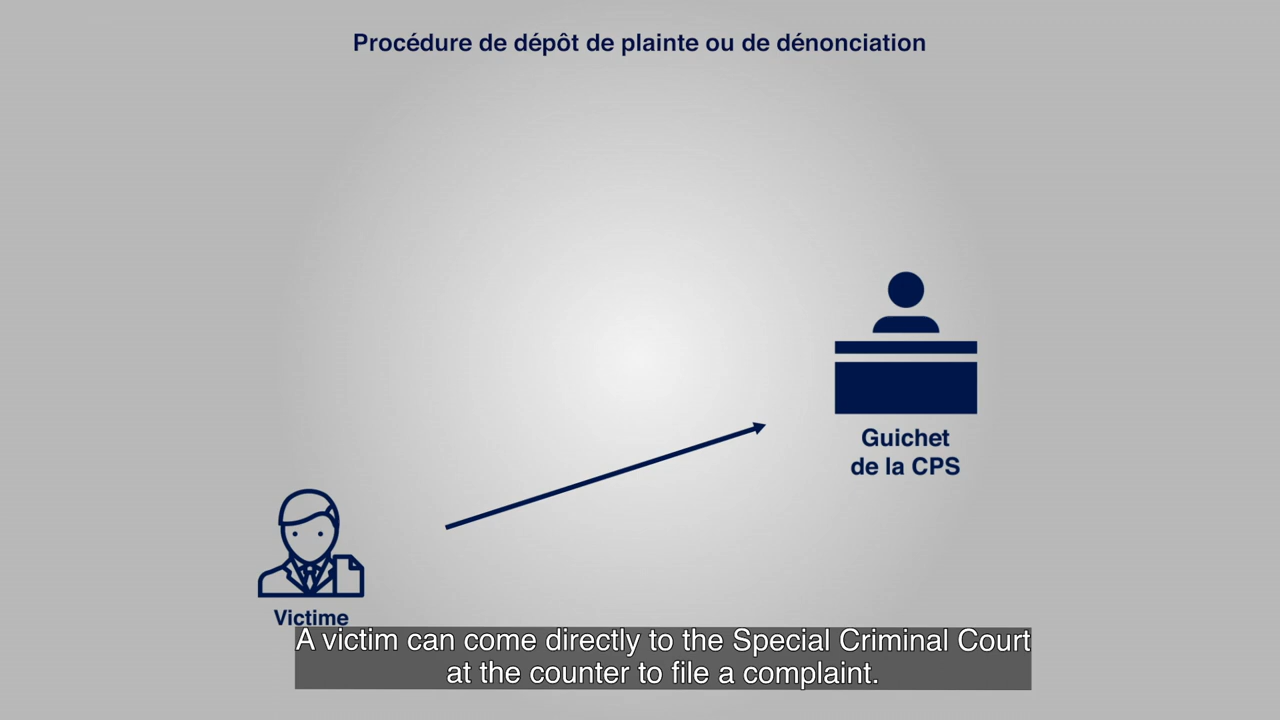 Procédure de dépôt de plainte ou de dénonciation
Guichet
de la CPS
Victime
A victim can come directly to the Special Criminal Court
at the counter to file a complaint.